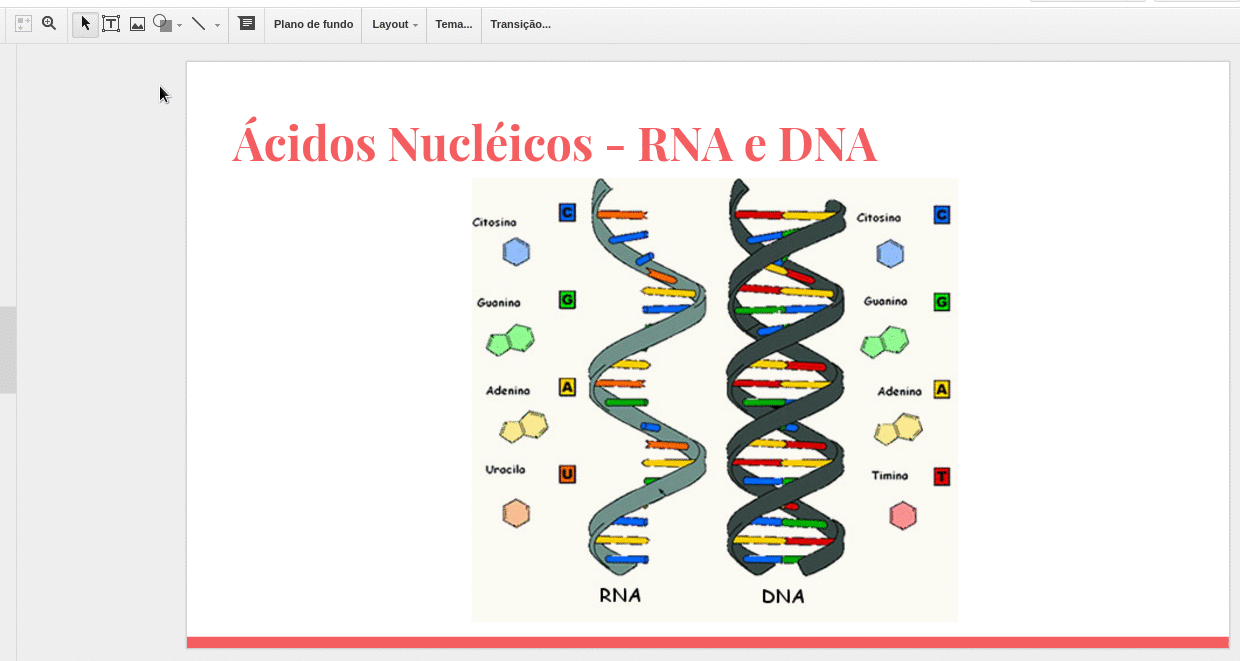 Plano de fundo Layout Tema... Transição...
Ácidos Nucléicos - RNA e DNA
Citosina C
Guanina G
Adenina A
Uracila U
RNA
Citosina C
Guanina G
Adenina A
Timina T
DNA